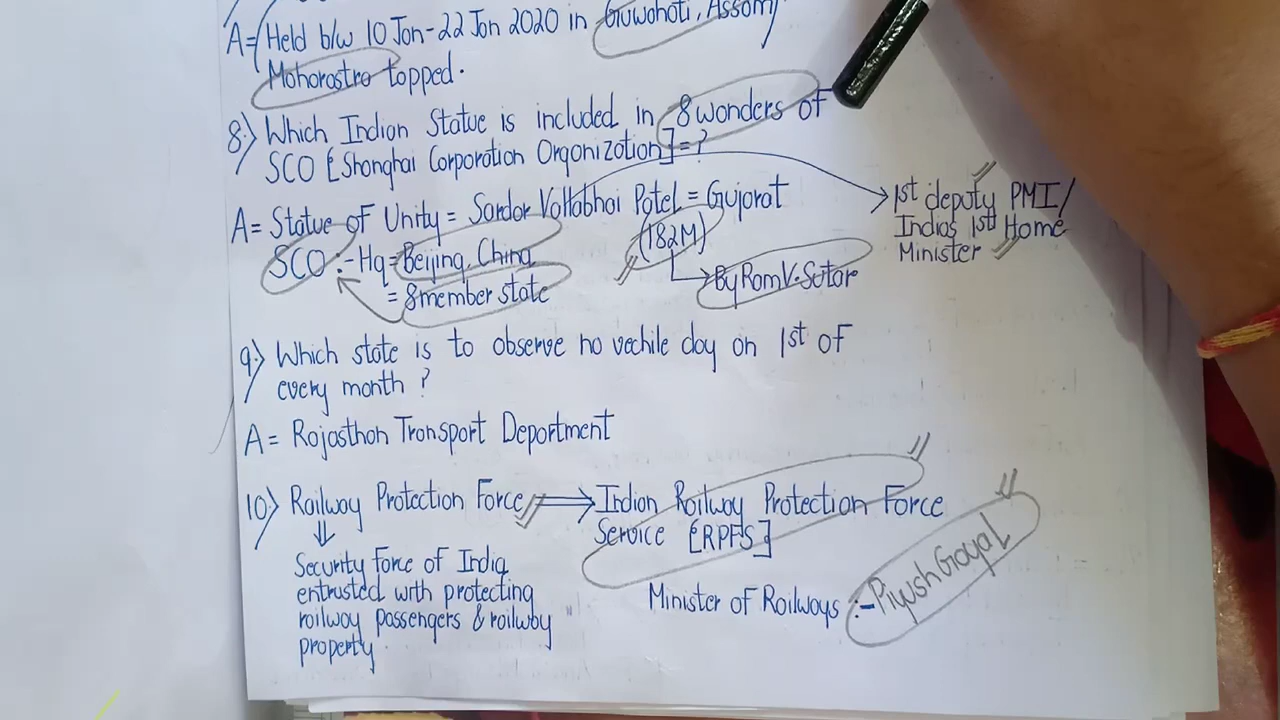 A= Held b/w 10 Jan-22 Jan 2020 in Guwahati, Assam
Maharastra topped.
8.) Which Indian Statue is included in 8 wonders of
SCO [Shanghai Corporation Organization] = ?
A= Statue of Unity = Sardar Vallabhai Patel = Gujarat
(182M)
By Ram V. Sutar
1st deputy PMI/
Indias 1st Home
Minister
SCO :- Hq= Beijing, China
= 8 member state
9.) Which state is to observe no vechile day on 1st of
every month ?
A= Rajasthan Transport Department
10.) Railway Protection Force ⇒ Indian Railway Protection Force
Service [RPFS]
Security force of India
entrusted with protecting
railway passengers & railway
property
Minister of Railways :- Piyush Goyal